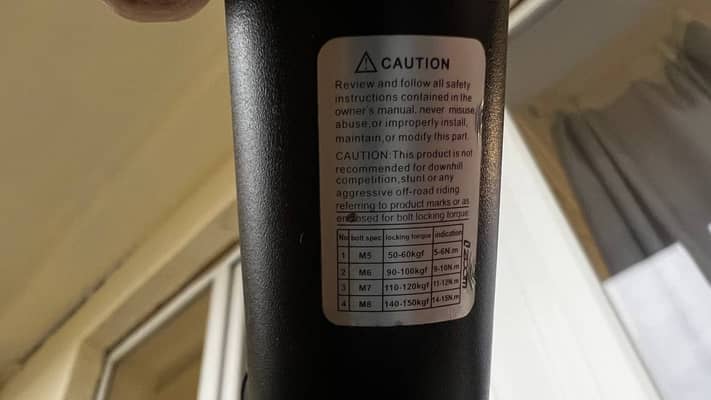 CAUTION
Review and follow all safety
instructions contained in the
owner's manual. never misuse
abuse,or improperly install,
maintain,or modify this part.
CAUTION:This product is not
recommended for downhill
competition,stunl or any
aggressive off-road riding
referring to product marks or as
enclosed for bolt locking torque
No bolt spec locking torque indication
1 M5 50-60kgf 5-6N.m
2 M6 90-100kgf 9-10N.m
3 M7 110-120kgf 11-12N.m
4 M8 140-150kgf 14-15N.m
zoom